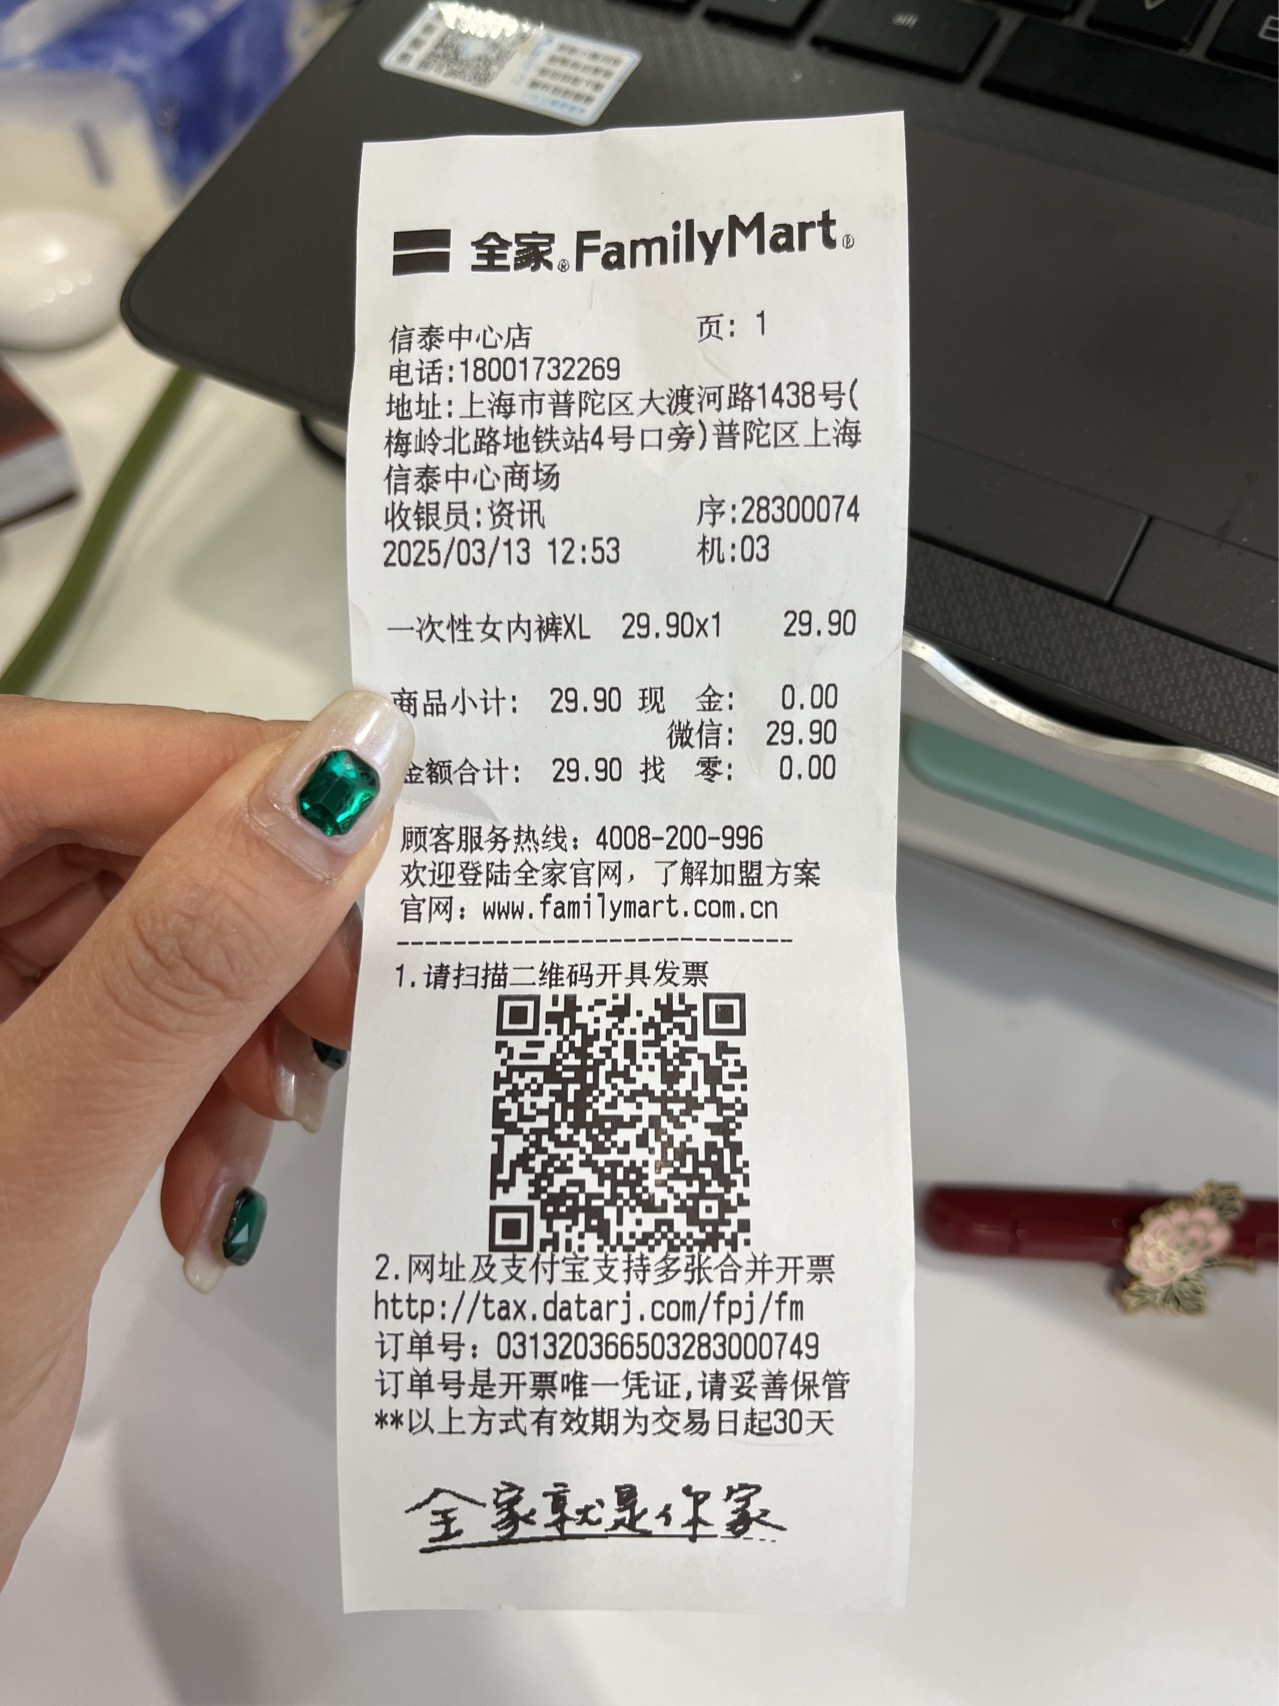 全家® FamilyMart®
信泰中心店 页: 1
电话:18001732269
地址:上海市普陀区大渡河路1438号(
梅岭北路地铁站4号口旁)普陀区上海
信泰中心商场
收银员:资讯 序:28300074
2025/03/13 12:53 机:03
一次性女内裤XL 29.90x1 29.90
商品小计: 29.90 现 金: 0.00
微信: 29.90
金额合计: 29.90 找 零: 0.00
顾客服务热线: 4008-200-996
欢迎登陆全家官网，了解加盟方案
官网: www.familymart.com.cn
1.请扫描二维码开具发票
2.网址及支付宝支持多张合并开票
http://tax.datarj.com/fpj/fm
订单号: 031320366503283000749
订单号是开票唯一凭证,请妥善保管
**以上方式有效期为交易日起30天
全家就是你家